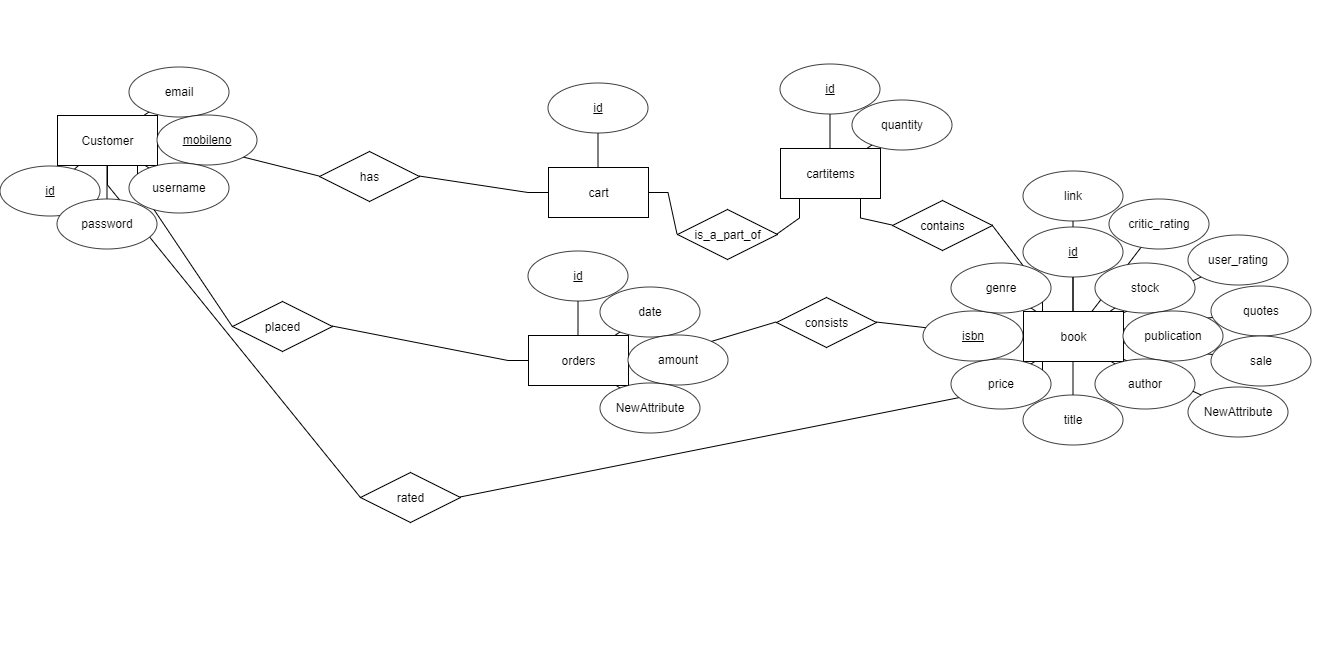 email
Customer
mobileno
id
username
password
has
id
cart
id
quantity
cartitems
is_a_part_of
contains
placed
id
date
orders
amount
NewAttribute
consists
rated
link
critic_rating
id
user_rating
genre
stock
quotes
isbn
book
publication
sale
price
author
NewAttribute
title